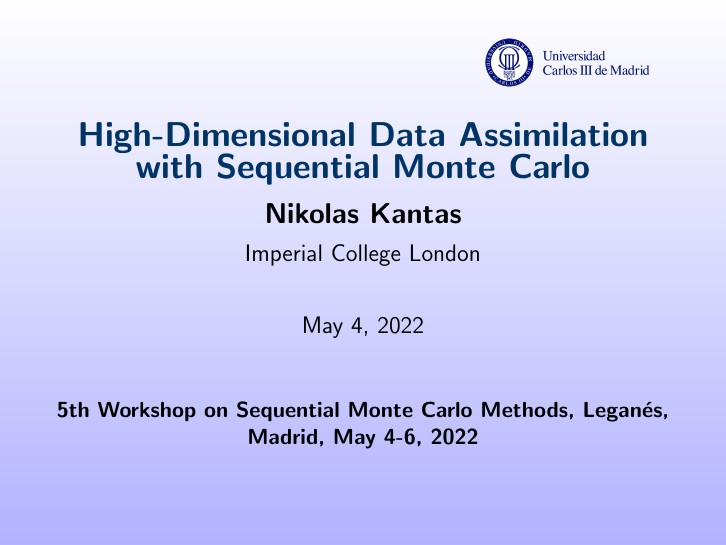 Universidad
Carlos III de Madrid
High-Dimensional Data Assimilation
with Sequential Monte Carlo
Nikolas Kantas
Imperial College London
May 4, 2022
5th Workshop on Sequential Monte Carlo Methods, Leganés,
Madrid, May 4-6, 2022